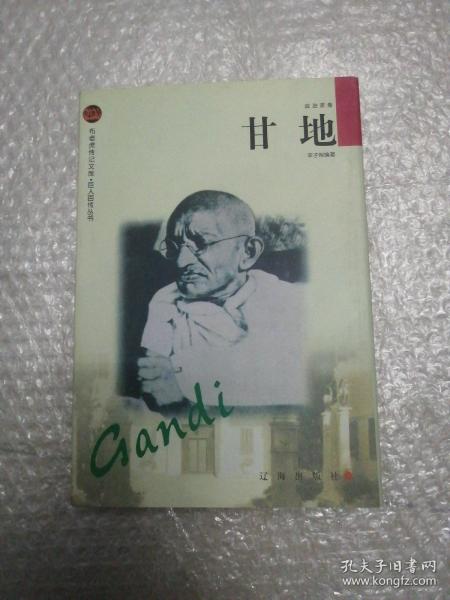 政治家卷
甘地
布老虎传记文库·巨人百传丛书
Gandi
辽海出版社
孔夫子旧书网
www.kongfz.com